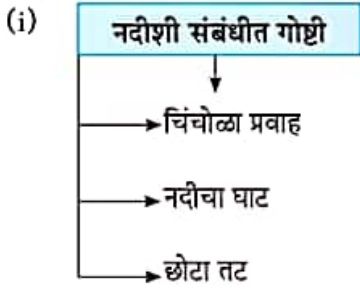 (i)
नदीशी संबंधीत गोष्टी
चिंचोळा प्रवाह
नदीचा घाट
छोटा तट